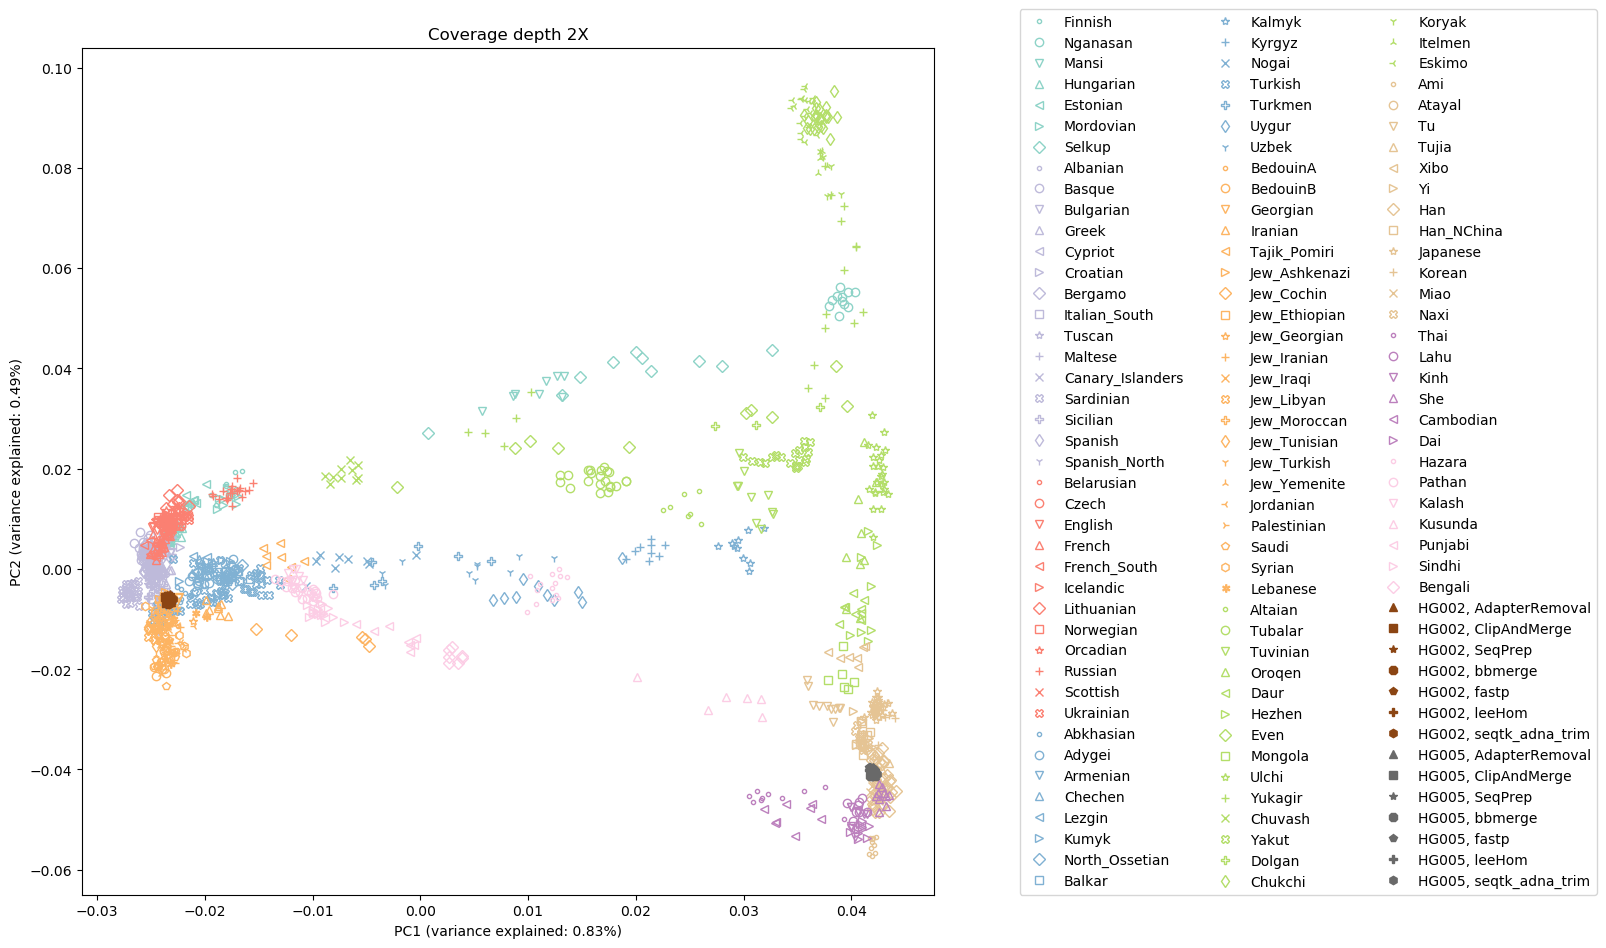 Coverage depth 2X
PC2 (variance explained: 0.49%)
0.10
0.08
0.06
0.04
0.02
0.00
−0.02
−0.04
−0.06
−0.03
−0.02
−0.01
0.00
0.01
0.02
0.03
0.04
PC1 (variance explained: 0.83%)
Finnish
Nganasan
Mansi
Hungarian
Estonian
Mordovian
Selkup
Albanian
Basque
Bulgarian
Greek
Cypriot
Croatian
Bergamo
Italian_South
Tuscan
Maltese
Canary_Islanders
Sardinian
Sicilian
Spanish
Spanish_North
Belarusian
Czech
English
French
French_South
Icelandic
Lithuanian
Norwegian
Orcadian
Russian
Scottish
Ukrainian
Abkhasian
Adygei
Armenian
Chechen
Lezgin
Kumyk
North_Ossetian
Balkar
Kalmyk
Kyrgyz
Nogai
Turkish
Turkmen
Uygur
Uzbek
BedouinA
BedouinB
Georgian
Iranian
Tajik_Pomiri
Jew_Ashkenazi
Jew_Cochin
Jew_Ethiopian
Jew_Georgian
Jew_Iranian
Jew_Iraqi
Jew_Libyan
Jew_Moroccan
Jew_Tunisian
Jew_Turkish
Jew_Yemenite
Jordanian
Palestinian
Saudi
Syrian
Lebanese
Altaian
Tubalar
Tuvinian
Oroqen
Daur
Hezhen
Even
Mongola
Ulchi
Yukagir
Chuvash
Yakut
Dolgan
Chukchi
Koryak
Itelmen
Eskimo
Ami
Atayal
Tu
Tujia
Xibo
Yi
Han
Han_NChina
Japanese
Korean
Miao
Naxi
Thai
Lahu
Kinh
She
Cambodian
Dai
Hazara
Pathan
Kalash
Kusunda
Punjabi
Sindhi
Bengali
HG002, AdapterRemoval
HG002, ClipAndMerge
HG002, SeqPrep
HG002, bbmerge
HG002, fastp
HG002, leeHom
HG002, seqtk_adna_trim
HG005, AdapterRemoval
HG005, ClipAndMerge
HG005, SeqPrep
HG005, bbmerge
HG005, fastp
HG005, leeHom
HG005, seqtk_adna_trim